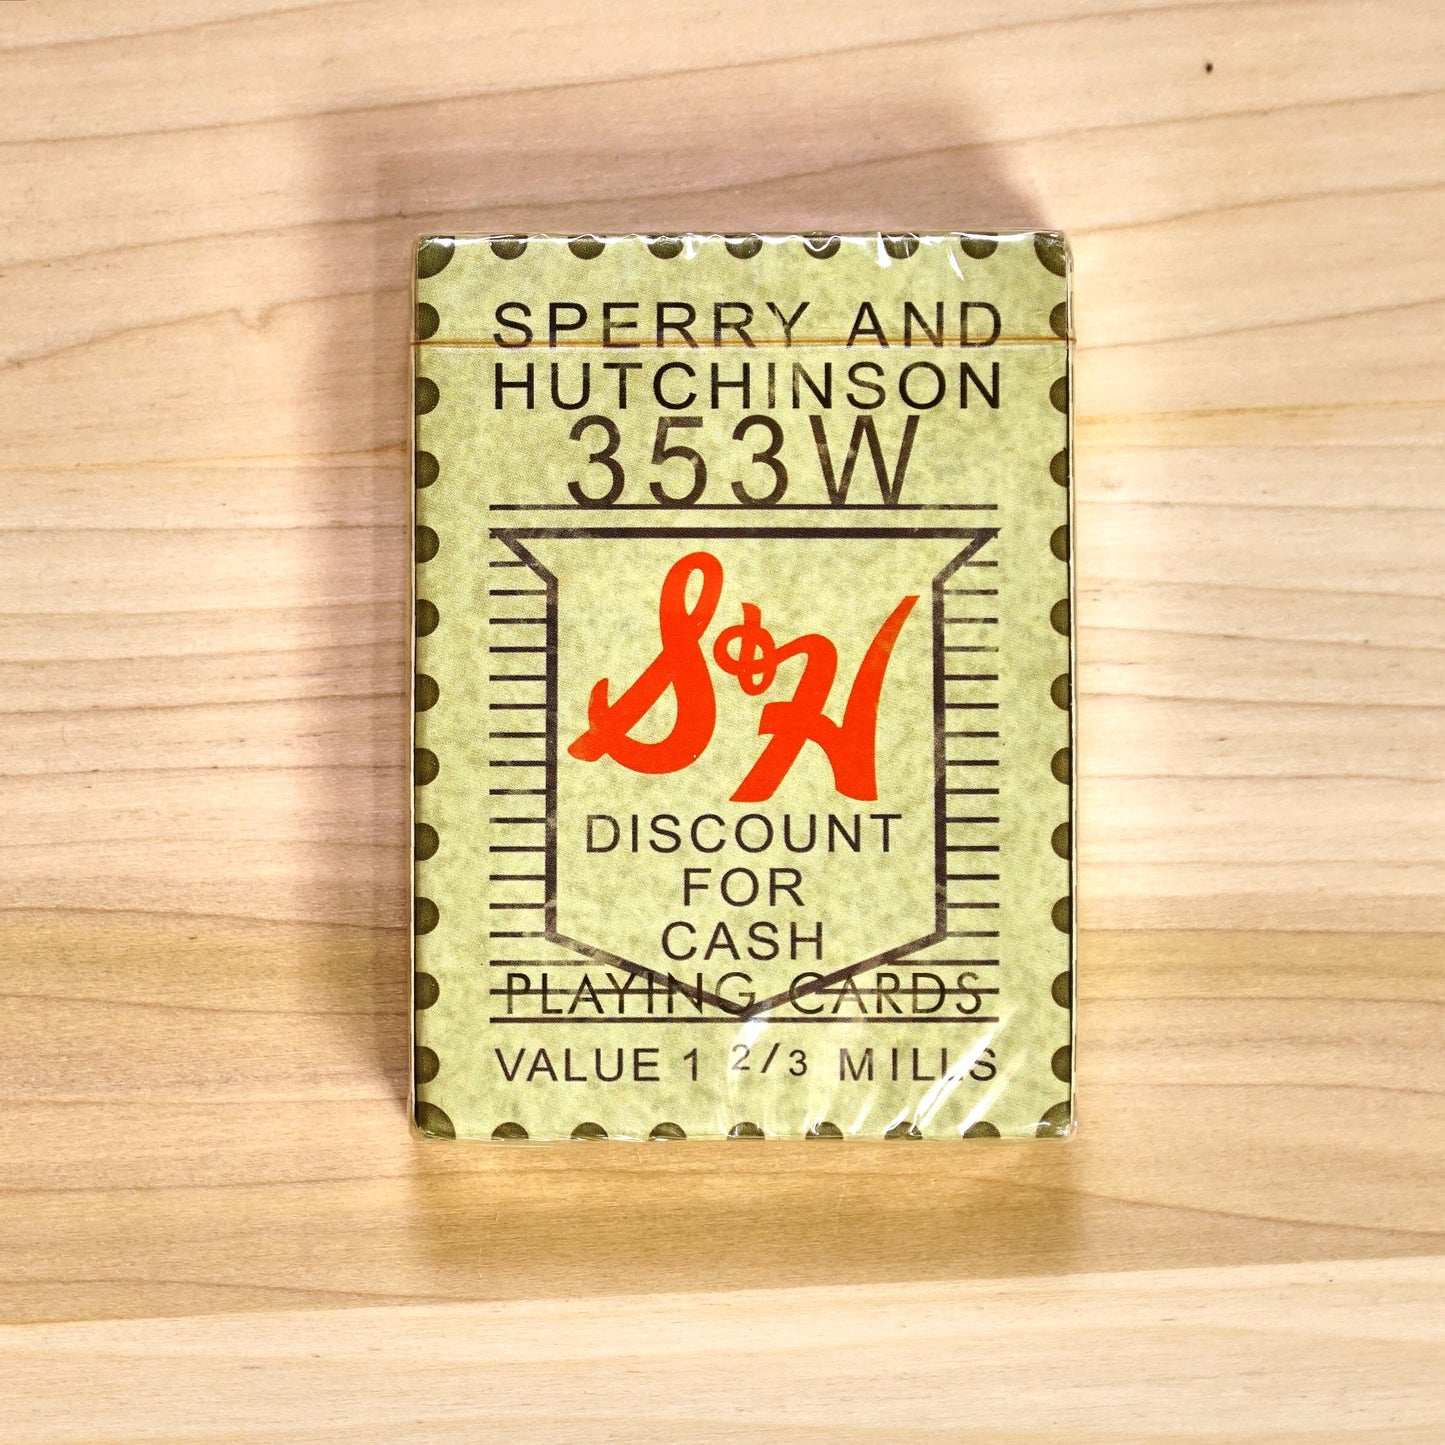 SPERRY AND
HUTCHINSON
353W
S&H
DISCOUNT
FOR
CASH
PLAYING CARDS
VALUE 1 2/3 MILLS